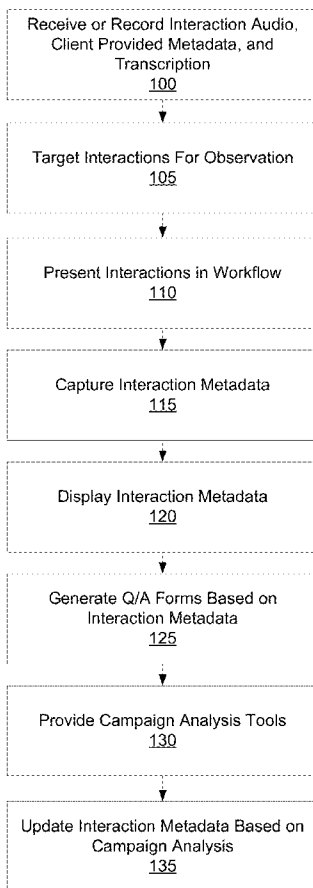 Receive or Record Interaction Audio,
Client Provided Metadata, and
Transcription
100
Target Interactions For Observation
105
Present Interactions in Workflow
110
Capture Interaction Metadata
115
Display Interaction Metadata
120
Generate Q/A Forms Based on
Interaction Metadata
125
Provide Campaign Analysis Tools
130
Update Interaction Metadata Based on
Campaign Analysis
135